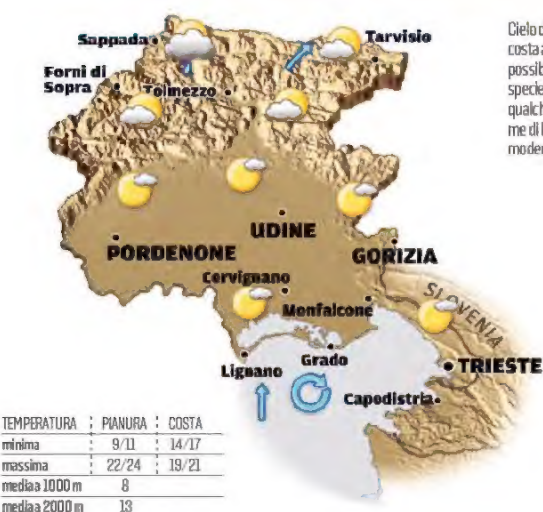 Sappada
Tarvisio
Forni di
Sopra
Tolmezzo
UDINE
PORDENONE
GORIZIA
Cervignano
Monfalcone
SLOVENIA
Lignano
Grado
TRIESTE
Capodistria
TEMPERATURA PIANURA COSTA
minima 9/11 14/17
massima 22/24 19/21
media a 1000 m 8
media a 2000 m 13
Cielo
costa
possib
specie
qualch
me di
moder